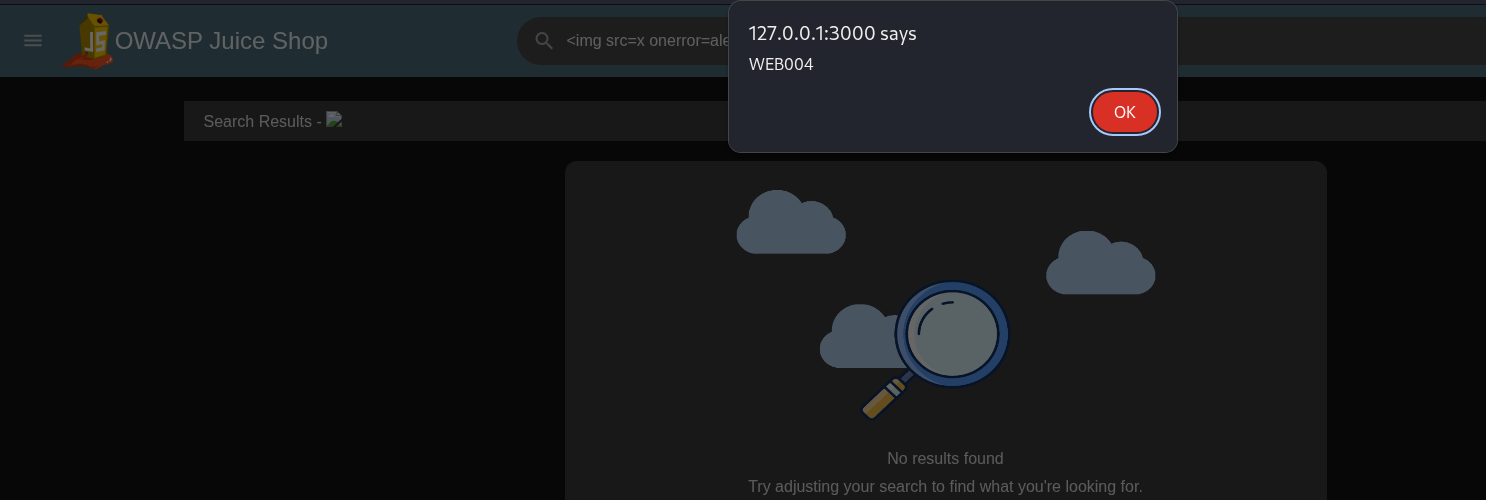 OWASP Juice Shop
<img src=x onerror=ale
127.0.0.1:3000 says
WEB004
OK
Search Results -
No results found
Try adjusting your search to find what you're looking for.